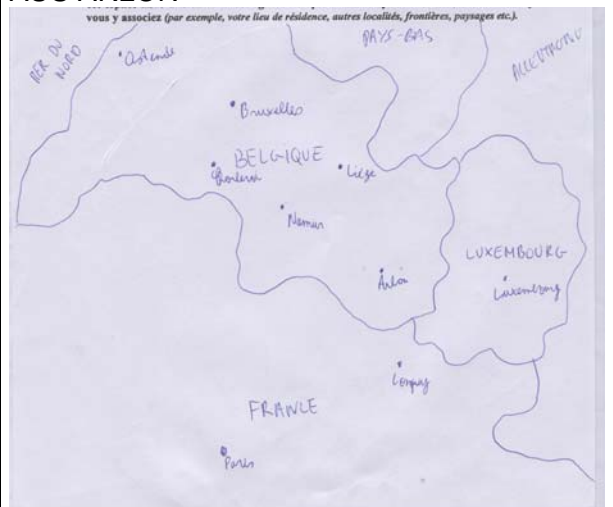 vous y associez (par exemple, votre lieu de résidence, autres localités, frontières, paysages etc.).
MER DU
NORD
Ostende
PAYS-BAS
ALLEMAGNE
Bruxelles
BELGIQUE
Charleroi
Liège
Namur
LUXEMBOURG
Arlon
Luxembourg
Longwy
FRANCE
Paris